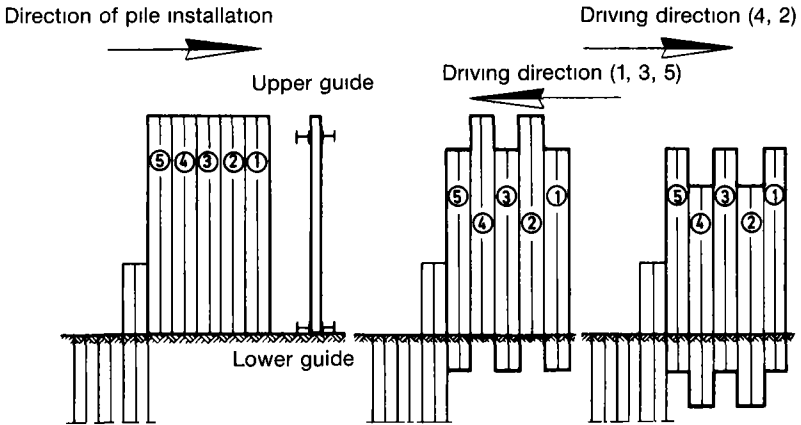 Direction of pile installation
Driving direction (4, 2)
Driving direction (1, 3, 5)
Upper guide
5 4 3 2 1
5 4 3 2 1
5 4 3 2 1
Lower guide